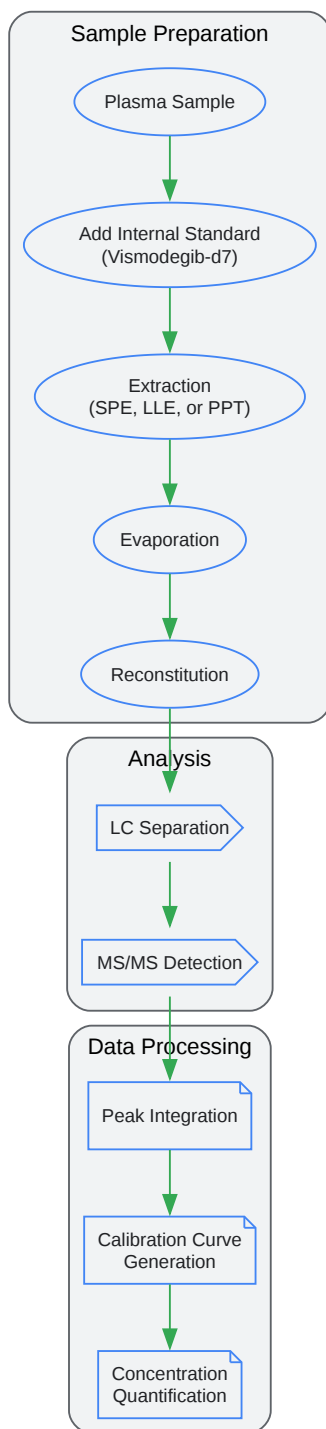 Sample Preparation
Plasma Sample
Add Internal Standard
(Vismodegib-d7)
Extraction
(SPE, LLE, or PPT)
Evaporation
Reconstitution
Analysis
LC Separation
MS/MS Detection
Data Processing
Peak Integration
Calibration Curve
Generation
Concentration
Quantification